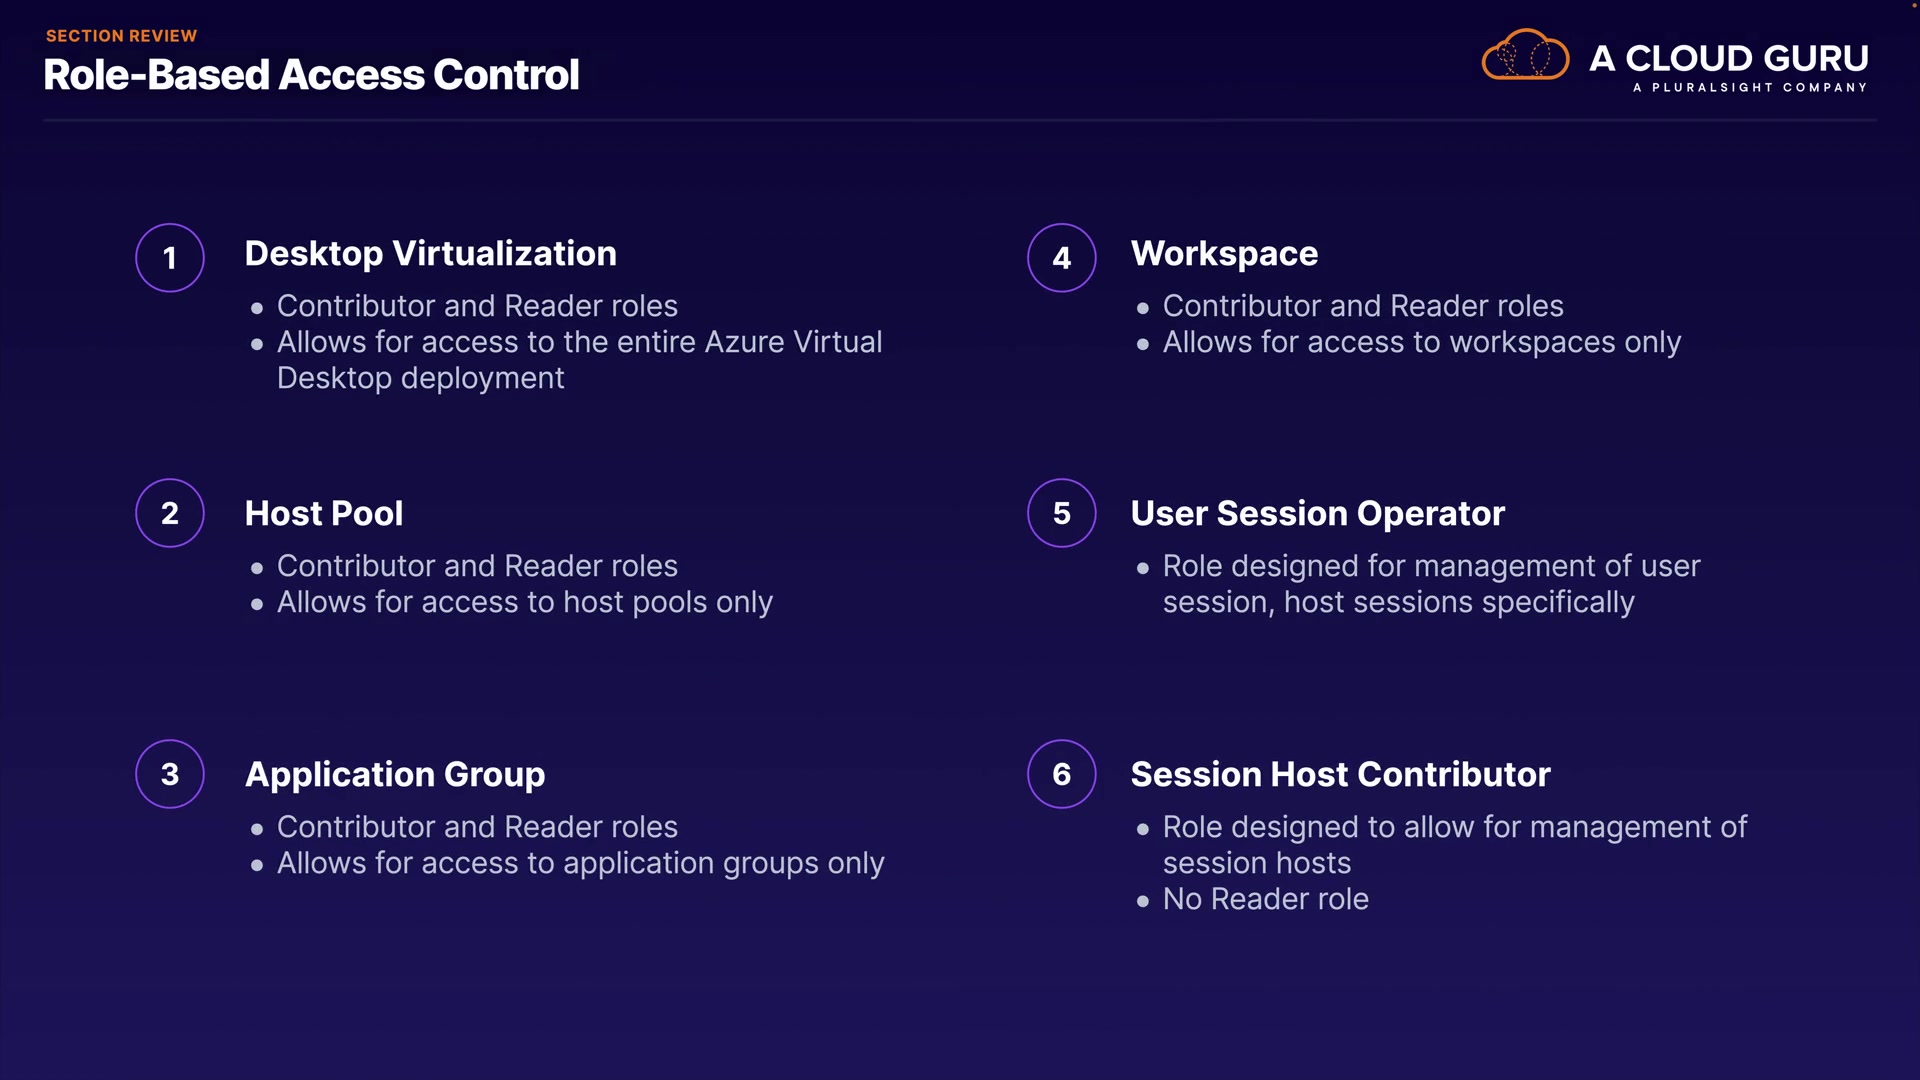 SECTION REVIEW
Role-Based Access Control
A CLOUD GURU
A PLURALSIGHT COMPANY
1
Desktop Virtualization
● Contributor and Reader roles
● Allows for access to the entire Azure Virtual
Desktop deployment
2
Host Pool
● Contributor and Reader roles
● Allows for access to host pools only
3
Application Group
● Contributor and Reader roles
● Allows for access to application groups only
4
Workspace
● Contributor and Reader roles
● Allows for access to workspaces only
5
User Session Operator
● Role designed for management of user
session, host sessions specifically
6
Session Host Contributor
● Role designed to allow for management of
session hosts
● No Reader role